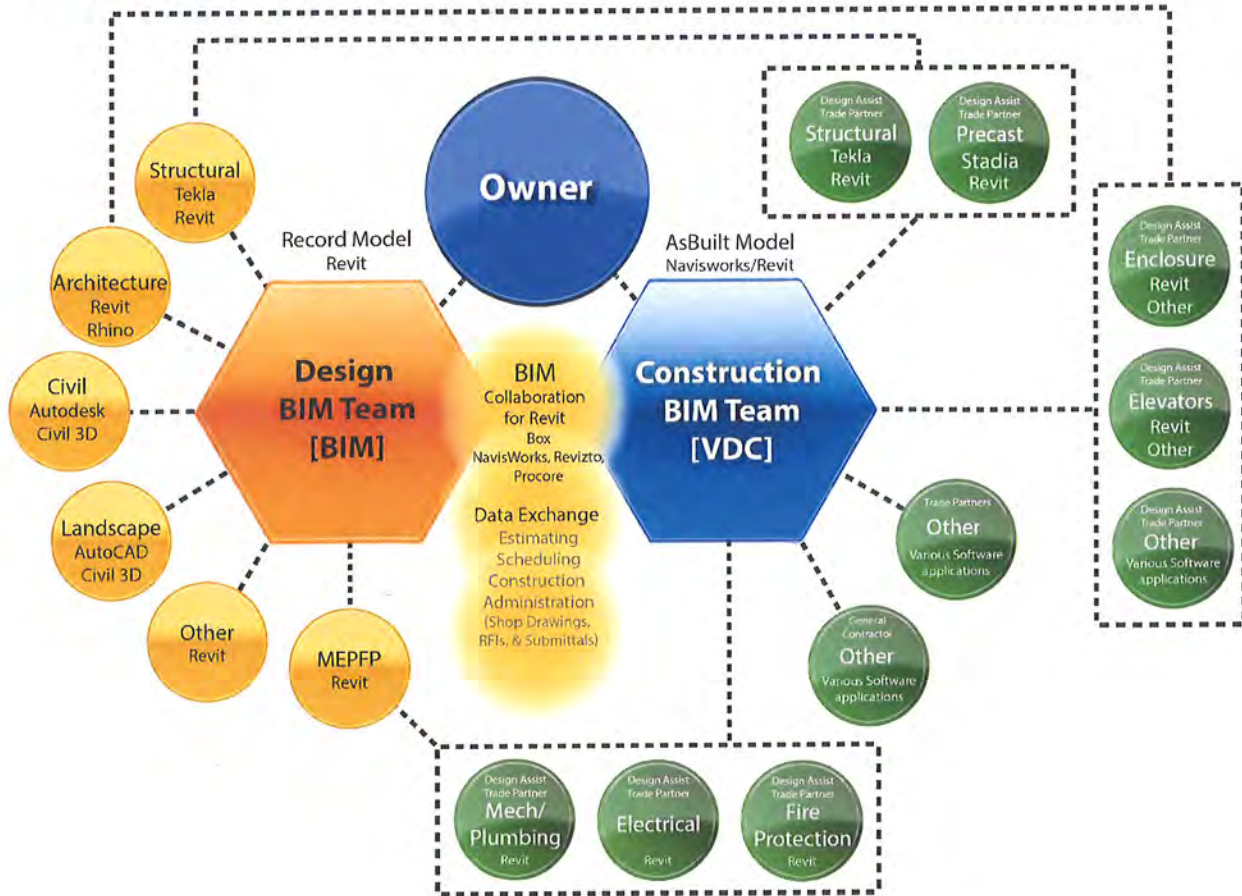 Owner
Record Model
Revit
AsBuilt Model
Navisworks/Revit
Structural
Tekla
Revit
Architecture
Revit
Rhino
Civil
Autodesk
Civil 3D
Landscape
AutoCAD
Civil 3D
Other
Revit
MEPFP
Revit
Design
BIM Team
[BIM]
BIM
Collaboration
for Revit
Box
NavisWorks, Revizto,
Procore
Data Exchange
Estimating
Scheduling
Construction
Administration
(Shop Drawings,
RFIs, & Submittals)
Construction
BIM Team
[VDC]
Design Assist
Trade Partner
Structural
Tekla
Revit
Design Assist
Trade Partner
Precast
Stadia
Revit
Design Assist
Trade Partner
Enclosure
Revit
Other
Design Assist
Trade Partner
Elevators
Revit
Other
Design Assist
Trade Partner
Other
Various Software
applications
Trade Partners
Other
Various Software
applications
General
Contractor
Other
Various Software
applications
Design Assist
Trade Partner
Mech/
Plumbing
Revit
Design Assist
Trade Partner
Electrical
Revit
Design Assist
Trade Partner
Fire
Protection
Revit